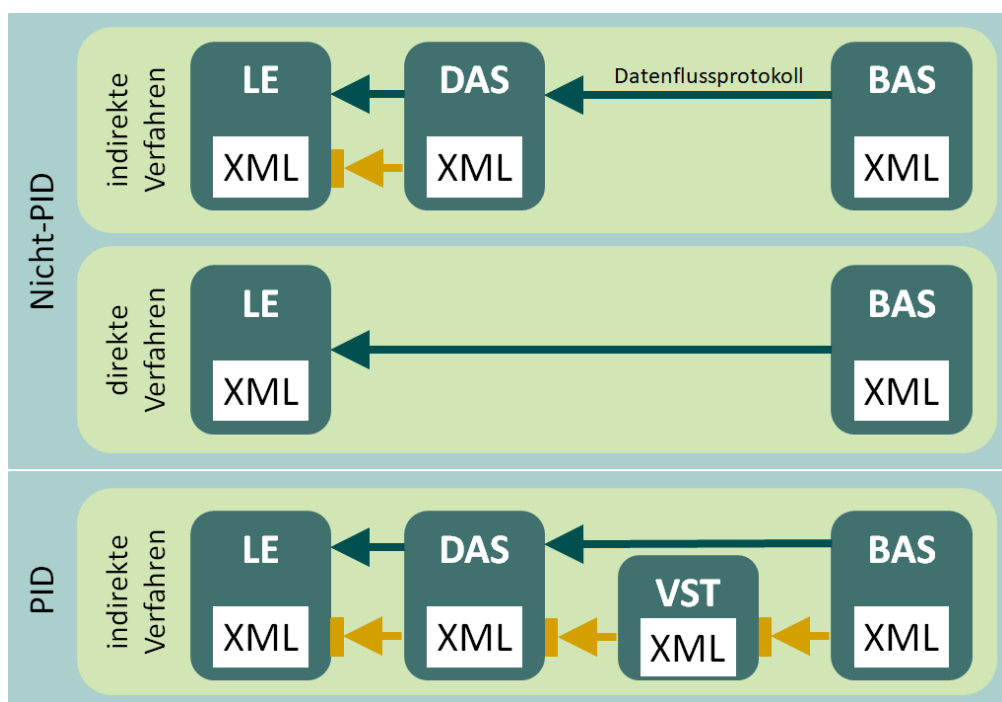 Nicht-PID
indirekte
Verfahren
LE
XML
DAS
XML
Datenflussprotokoll
BAS
XML
direkte
Verfahren
LE
XML
BAS
XML
PID
indirekte
Verfahren
LE
XML
DAS
XML
VST
XML
BAS
XML